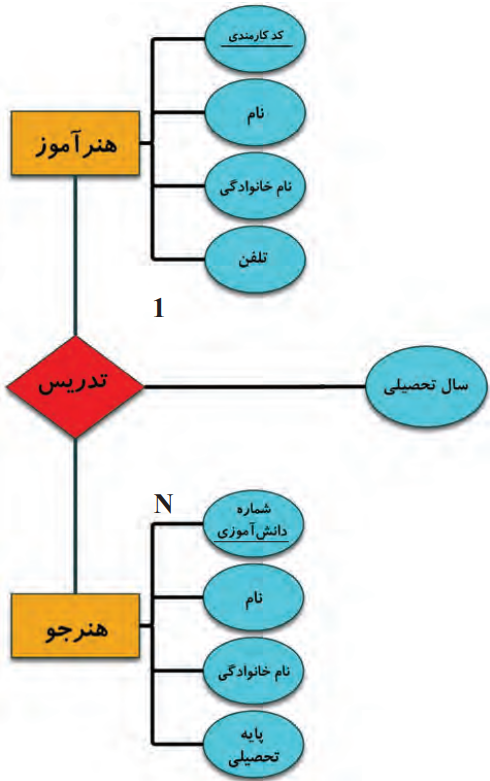 کد کارمندی
هنرآموز
نام
نام خانوادگی
تلفن
1
تدریس
سال تحصیلی
N
شماره
دانش‌آموزی
هنرجو
نام
نام خانوادگی
پایه
تحصیلی